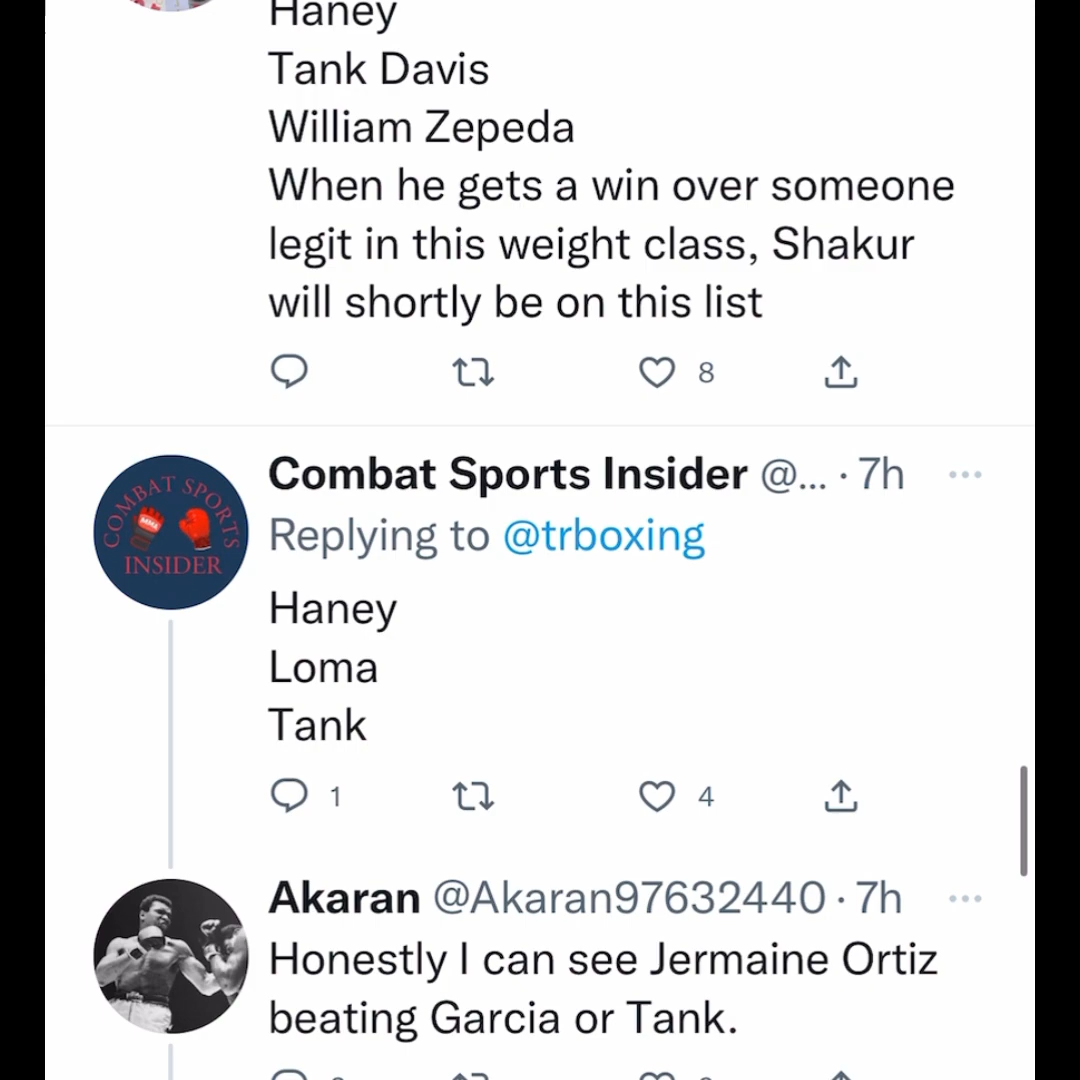 Haney
Tank Davis
William Zepeda
When he gets a win over someone
legit in this weight class, Shakur
will shortly be on this list
8
COMBAT SPORTS
MMA
INSIDER
Combat Sports Insider @... · 7h
Replying to @trboxing
Haney
Loma
Tank
1 4
Akaran @Akaran97632440 · 7h
Honestly I can see Jermaine Ortiz
beating Garcia or Tank.